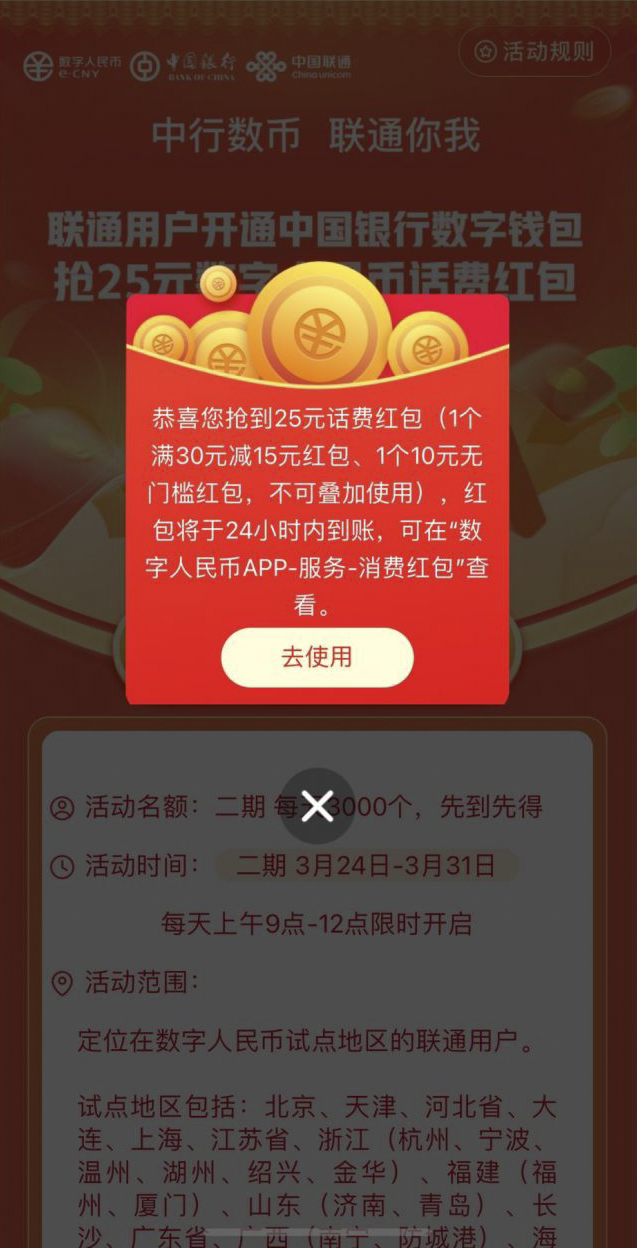 数字人民币
e-CNY
中国银行
BANK OF CHINA
中国联通
China unicom
活动规则
中行数币 联通你我
联通用户开通中国银行数字钱包
抢25元数字人民币话费红包
恭喜您抢到25元话费红包（1个
满30元减15元红包、1个10元无
门槛红包，不可叠加使用），红
包将于24小时内到账，可在“数
字人民币APP-服务-消费红包”查
看。
去使用
活动名额：二期 每天3000个，先到先得
活动时间：二期 3月24日-3月31日
每天上午9点-12点限时开启
活动范围：
定位在数字人民币试点地区的联通用户。
试点地区包括：北京、天津、河北省、大
连、上海、江苏省、浙江（杭州、宁波、
温州、湖州、绍兴、金华）、福建（福
州、厦门）、山东（济南、青岛）、长
沙、广东省、广西（南宁、防城港）、海